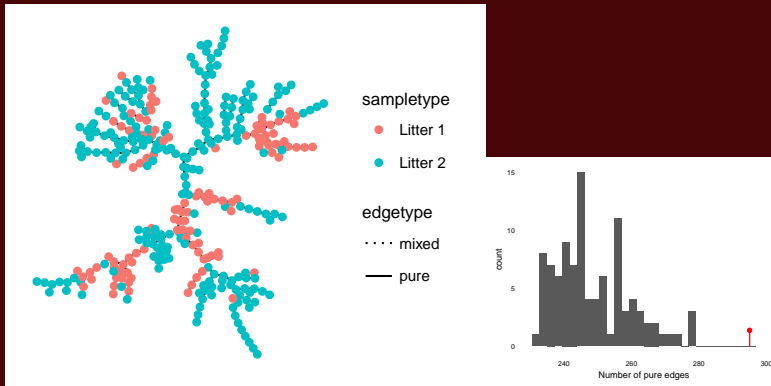 sampletype
Litter 1
Litter 2
edgetype
mixed
pure
15
10
5
0
count
240
260
280
300
Number of pure edges